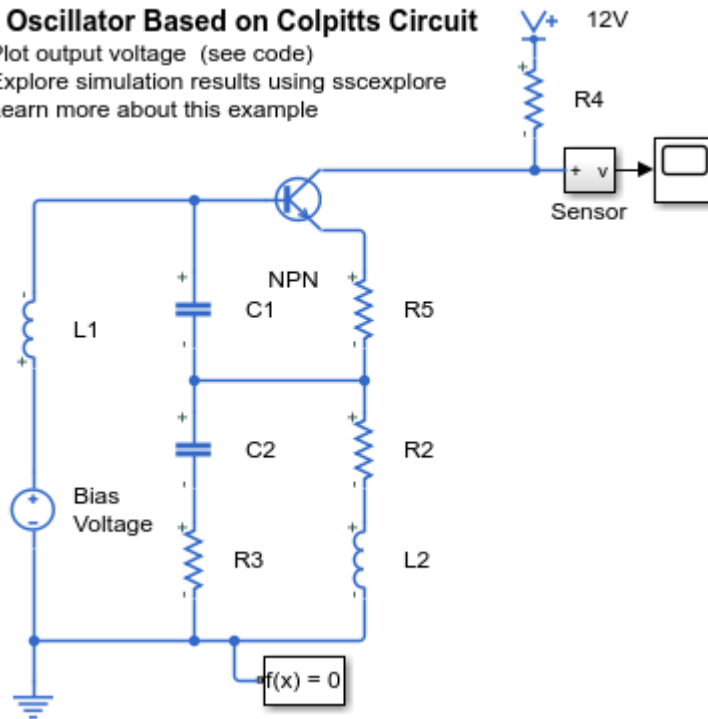 Oscillator Based on Colpitts Circuit
Plot output voltage (see code)
Explore simulation results using sscexplore
Learn more about this example
12V
R4
+ v
Sensor
NPN
L1
C1
R5
C2
R2
Bias
Voltage
R3
L2
f(x) = 0